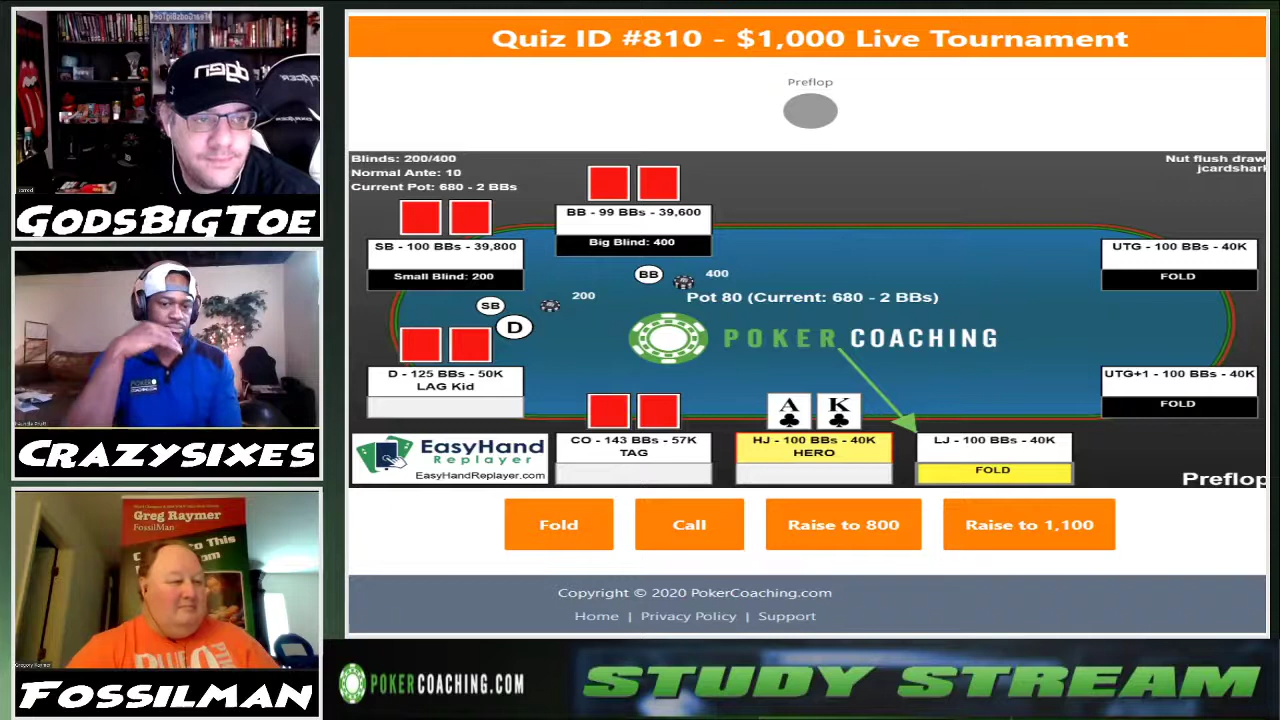 GodsBigToe
CrazySixes
Greg Raymer
FossilMan
FossilMan
Quiz ID #810 - $1,000 Live Tournament
Preflop
Blinds: 200/400
Normal Ante: 10
Current Pot: 680 - 2 BBs
Nut flush draw
jcardshark
BB - 99 BBs - 39,600
Big Blind: 400
SB - 100 BBs - 39,800
Small Blind: 200
UTG - 100 BBs - 40K
FOLD
BB
400
SB
200
D
Pot 80 (Current: 680 - 2 BBs)
POKER COACHING
D - 125 BBs - 50K
LAG Kid
UTG+1 - 100 BBs - 40K
FOLD
A K
EasyHand
Replayer
EasyHandReplayer.com
CO - 143 BBs - 57K
TAG
HJ - 100 BBs - 40K
HERO
LJ - 100 BBs - 40K
FOLD
Preflop
Fold
Call
Raise to 800
Raise to 1,100
Copyright © 2020 PokerCoaching.com
Home | Privacy Policy | Support
POKERCOACHING.COM
STUDY STREAM